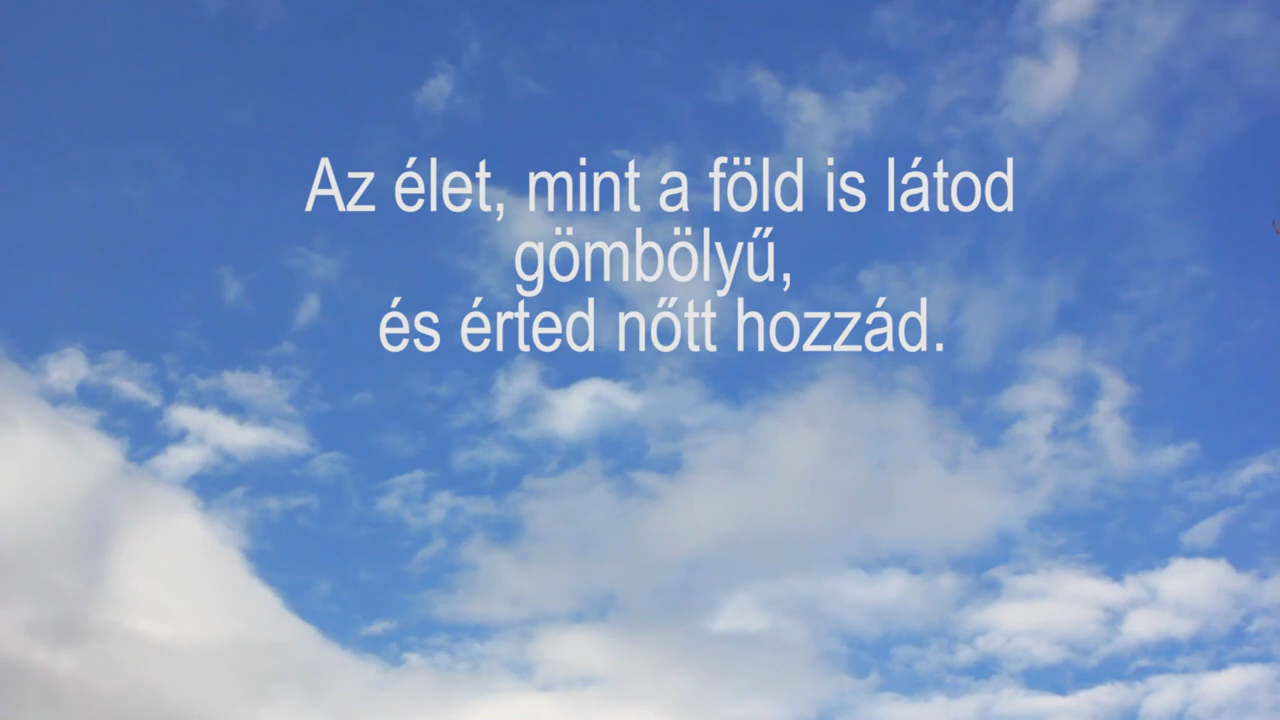 Az élet, mint a föld is látod
gömbölyű,
és érted nőtt hozzád.